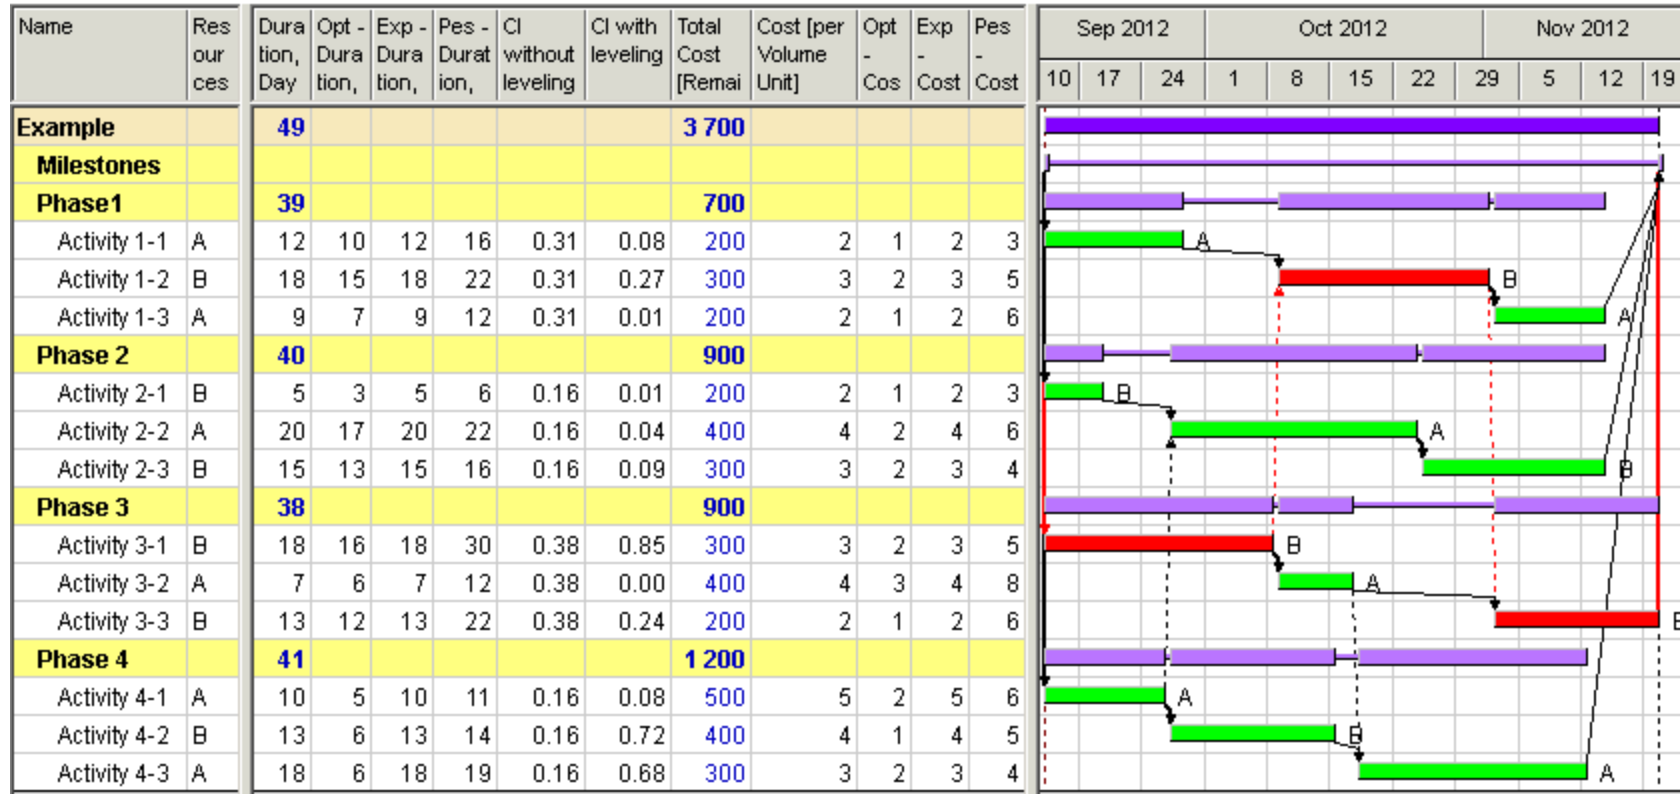 Name Res Dura Opt - Exp - Pes - CI CI with Total Cost [per Opt Exp Pes Sep 2012 Oct 2012 Nov 2012
our tion, Dura Dura Durat without leveling Cost Volume - - -
ces Day tion, tion, ion, leveling [Remai Unit] Cos Cost Cost 10 17 24 1 8 15 22 29 5 12 19
Example 49 3 700
Milestones
Phase1 39 700
Activity 1-1 A 12 10 12 16 0.31 0.08 200 2 1 2 3 A
Activity 1-2 B 18 15 18 22 0.31 0.27 300 3 2 3 5 B
Activity 1-3 A 9 7 9 12 0.31 0.01 200 2 1 2 6 A
Phase 2 40 900
Activity 2-1 B 5 3 5 6 0.16 0.01 200 2 1 2 3 B
Activity 2-2 A 20 17 20 22 0.16 0.04 400 4 2 4 6 A
Activity 2-3 B 15 13 15 16 0.16 0.09 300 3 2 3 4 B
Phase 3 38 900
Activity 3-1 B 18 16 18 30 0.38 0.85 300 3 2 3 5 B
Activity 3-2 A 7 6 7 12 0.38 0.00 400 4 3 4 8 A
Activity 3-3 B 13 12 13 22 0.38 0.24 200 2 1 2 6
Phase 4 41 1 200
Activity 4-1 A 10 5 10 11 0.16 0.08 500 5 2 5 6 A
Activity 4-2 B 13 6 13 14 0.16 0.72 400 4 1 4 5 B
Activity 4-3 A 18 6 18 19 0.16 0.68 300 3 2 3 4 A